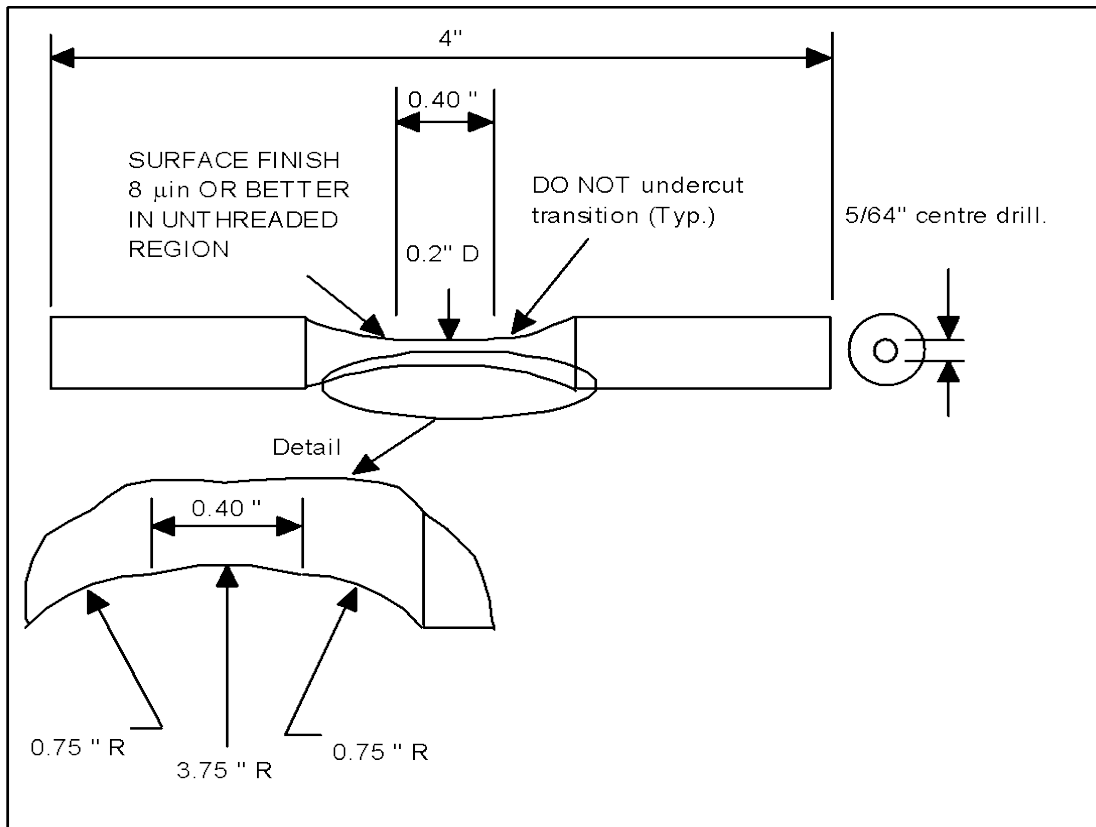 4"
0.40 "
SURFACE FINISH
8 µin OR BETTER
IN UNTHREADED
REGION
DO NOT undercut
transition (Typ.)
5/64" centre drill.
0.2" D
Detail
0.40 "
0.75 " R
3.75 " R
0.75 " R